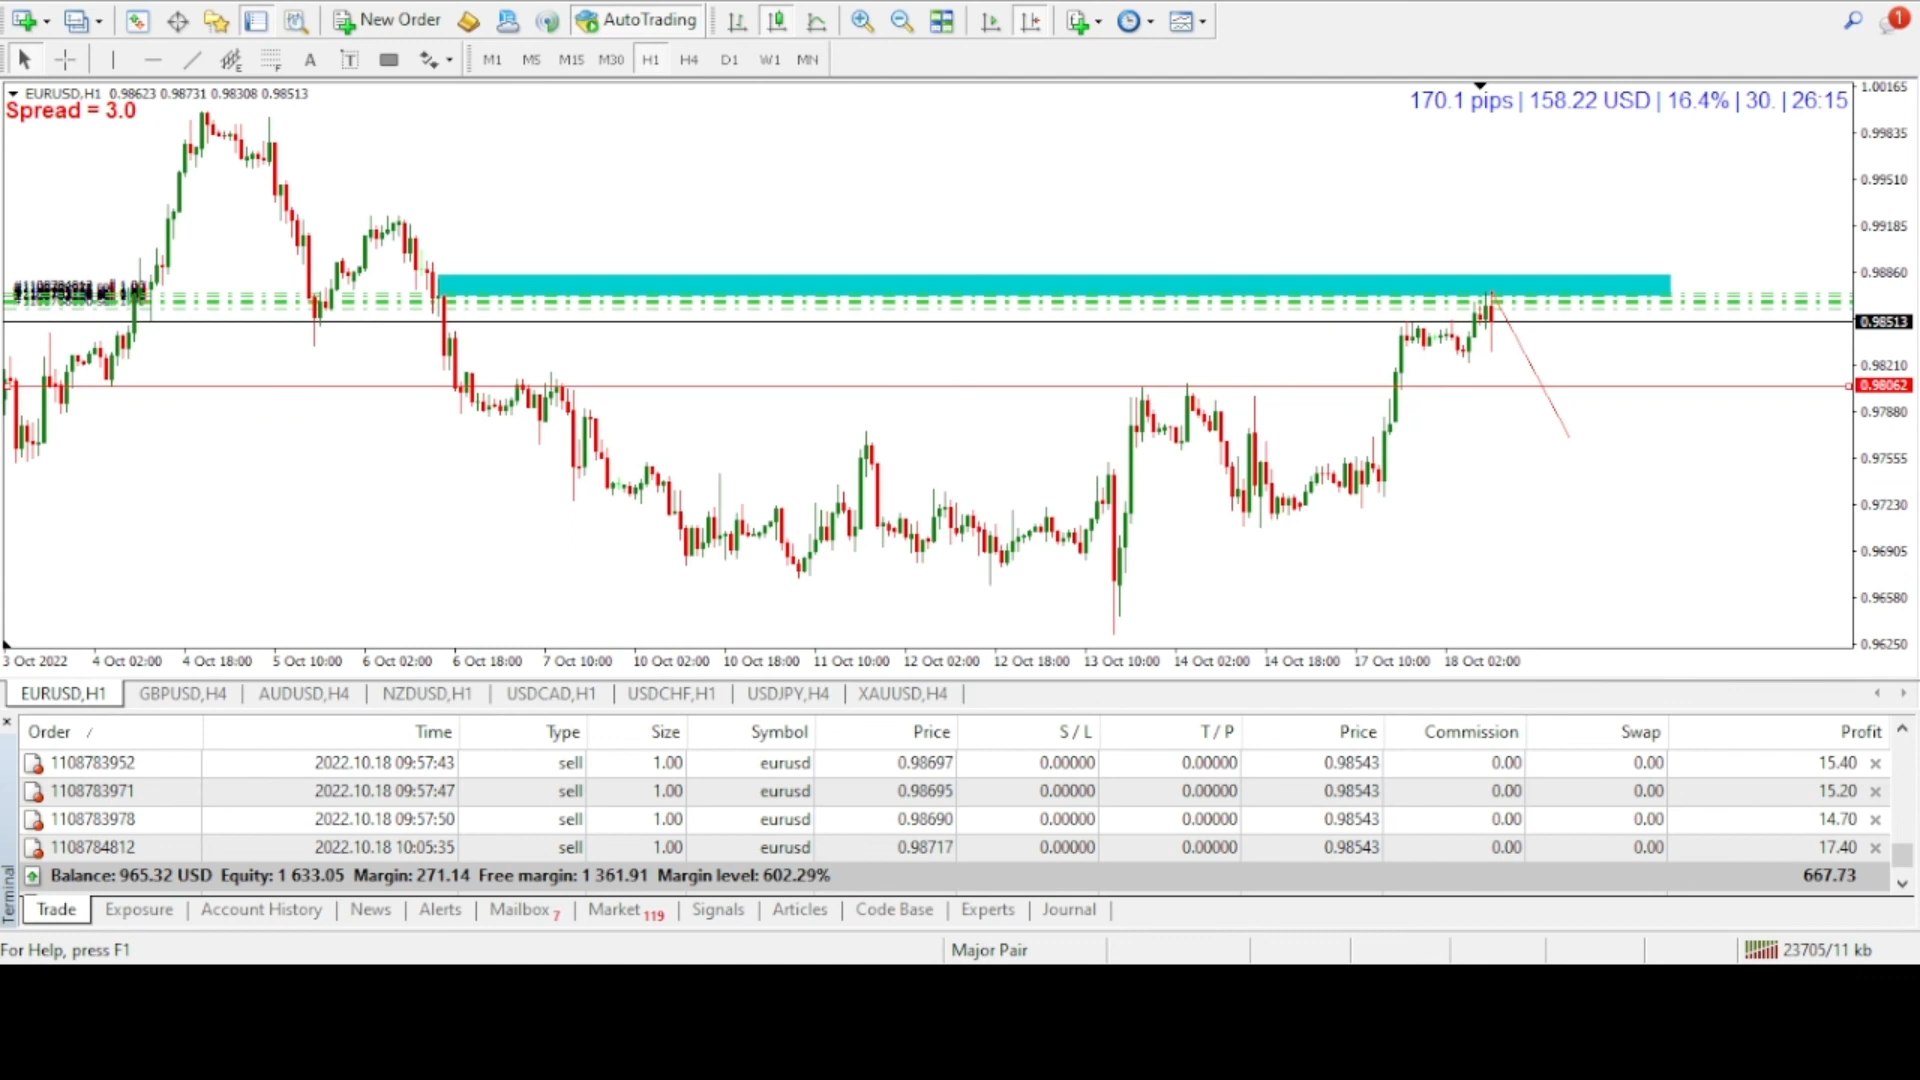 New Order AutoTrading
A T M1 M5 M15 M30 H1 H4 D1 W1 MN
EURUSD,H1 0.98623 0.98731 0.98308 0.98513
Spread = 3.0
170.1 pips | 158.22 USD | 16.4% | 30. | 26:15
1.00165
0.99835
0.99510
0.99185
0.98860
0.98513
0.98210
0.98062
0.97880
0.97555
0.97230
0.96905
0.96580
0.96250
3 Oct 2022 4 Oct 02:00 4 Oct 18:00 5 Oct 10:00 6 Oct 02:00 6 Oct 18:00 7 Oct 10:00 10 Oct 02:00 10 Oct 18:00 11 Oct 10:00 12 Oct 02:00 12 Oct 18:00 13 Oct 10:00 14 Oct 02:00 14 Oct 18:00 17 Oct 10:00 18 Oct 02:00
EURUSD,H1 GBPUSD,H4 AUDUSD,H4 NZDUSD,H1 USDCAD,H1 USDCHF,H1 USDJPY,H4 XAUUSD,H4
Order / Time Type Size Symbol Price S / L T / P Price Commission Swap Profit
1108783952 2022.10.18 09:57:43 sell 1.00 eurusd 0.98697 0.00000 0.00000 0.98543 0.00 0.00 15.40
1108783971 2022.10.18 09:57:47 sell 1.00 eurusd 0.98695 0.00000 0.00000 0.98543 0.00 0.00 15.20
1108783978 2022.10.18 09:57:50 sell 1.00 eurusd 0.98690 0.00000 0.00000 0.98543 0.00 0.00 14.70
1108784812 2022.10.18 10:05:35 sell 1.00 eurusd 0.98717 0.00000 0.00000 0.98543 0.00 0.00 17.40
Balance: 965.32 USD Equity: 1 633.05 Margin: 271.14 Free margin: 1 361.91 Margin level: 602.29% 667.73
Terminal
Trade Exposure Account History News Alerts Mailbox 7 Market 119 Signals Articles Code Base Experts Journal
For Help, press F1 Major Pair 23705/11 kb
1